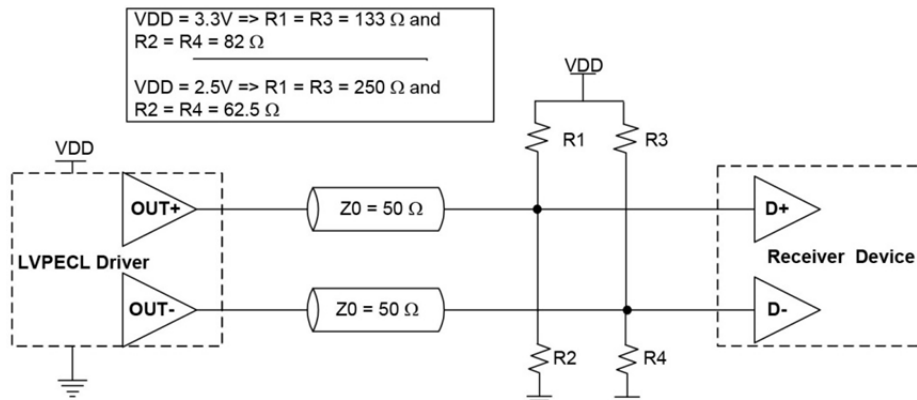 VDD = 3.3V => R1 = R3 = 133 Ω and
R2 = R4 = 82 Ω
VDD = 2.5V => R1 = R3 = 250 Ω and
R2 = R4 = 62.5 Ω
VDD
VDD
R1
R3
OUT+
Z0 = 50 Ω
D+
LVPECL Driver
Receiver Device
OUT-
Z0 = 50 Ω
D-
R2
R4